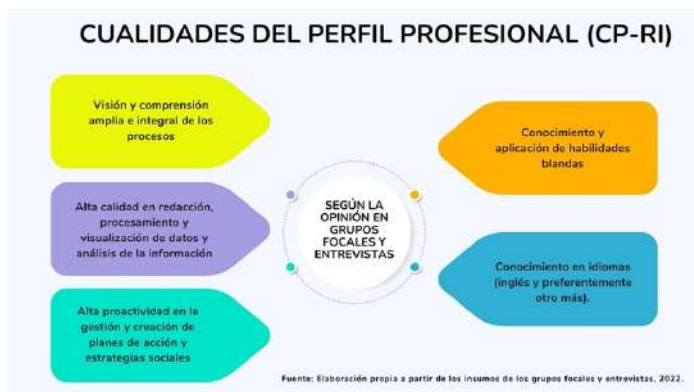 CUALIDADES DEL PERFIL PROFESIONAL (CP-RI)
Visión y comprensión
amplia e integral de los
procesos
Alta calidad en redacción,
procesamiento y
visualización de datos y
análisis de la información
Alta proactividad en la
gestión y creación de
planes de acción y
estrategias sociales
SEGÚN LA
OPINIÓN EN
GRUPOS
FOCALES Y
ENTREVISTAS
Conocimiento y
aplicación de habilidades
blandas
Conocimiento en idiomas
(inglés y preferentemente
otro más).
Fuente: Elaboración propia a partir de los insumos de los grupos focales y entrevistas, 2022.